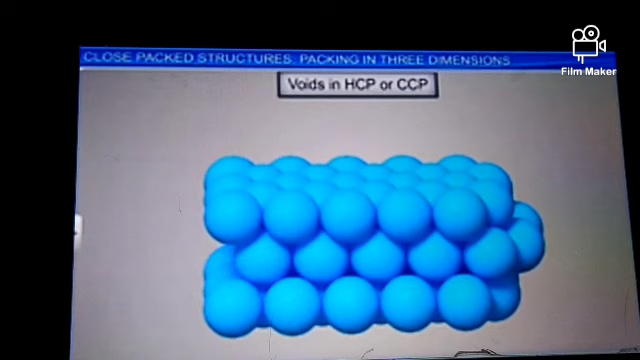 CLOSE PACKED STRUCTURES: PACKING IN THREE DIMENSIONS
Film Maker
Voids in HCP or CCP